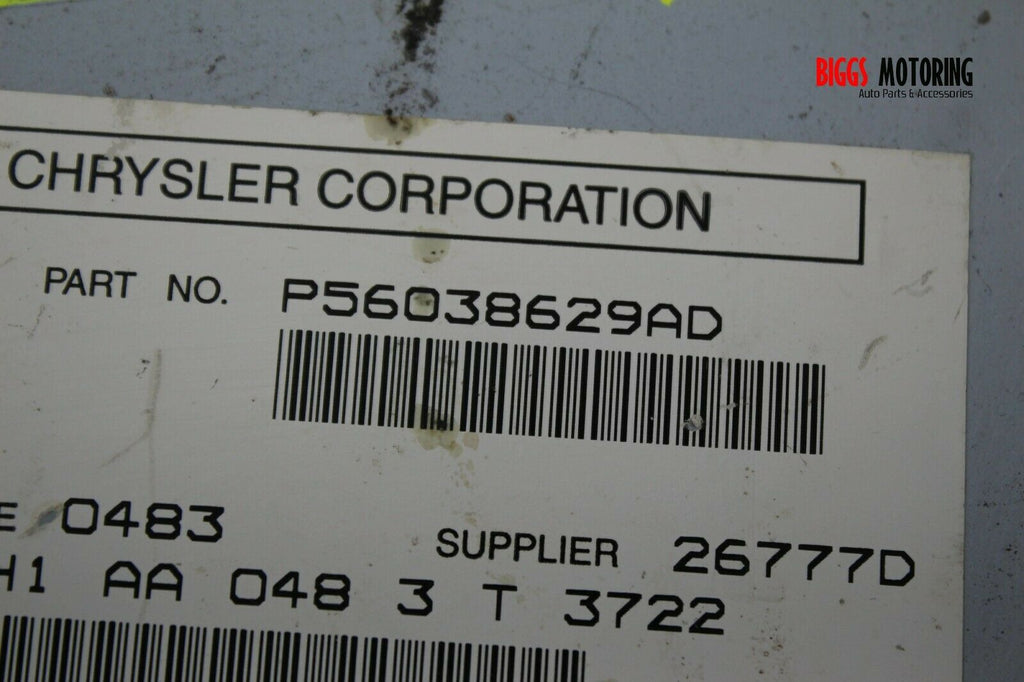 BIGGS MOTORING
Auto Parts & Accessories
CHRYSLER CORPORATION
PART NO. P56038629AD
E 0483
SUPPLIER 26777D
H1 AA 048 3 T 3722